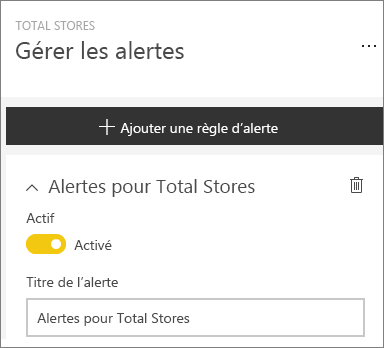 TOTAL STORES
Gérer les alertes
Ajouter une règle d'alerte
Alertes pour Total Stores
Actif
Activé
Titre de l'alerte
Alertes pour Total Stores